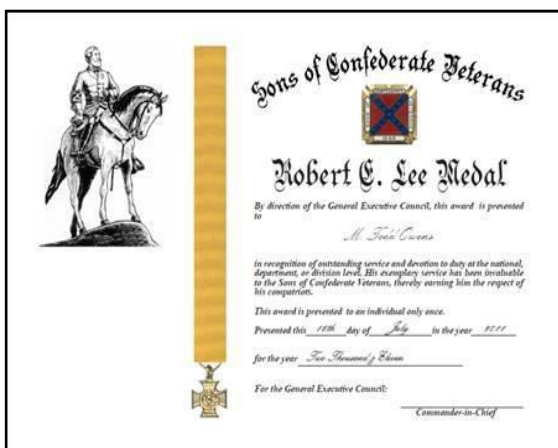 Sons of Confederate Veterans
Robert E. Lee Medal
By direction of the General Executive Council, this award is presented
to
M. Todd Owens
in recognition of outstanding service and devotion to duty at the national,
department, or division level. His exemplary service has been invaluable
to the Sons of Confederate Veterans, thereby earning him the respect of
his compatriots.
This award is presented to an individual only once.
Presented this day of July in the year 2011
for the year Two Thousand & Eleven
For the General Executive Council:
Commander-in-Chief